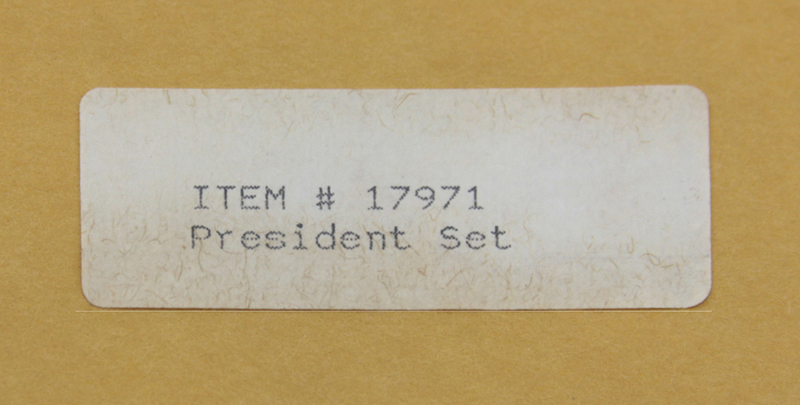 ITEM # 17971
President Set